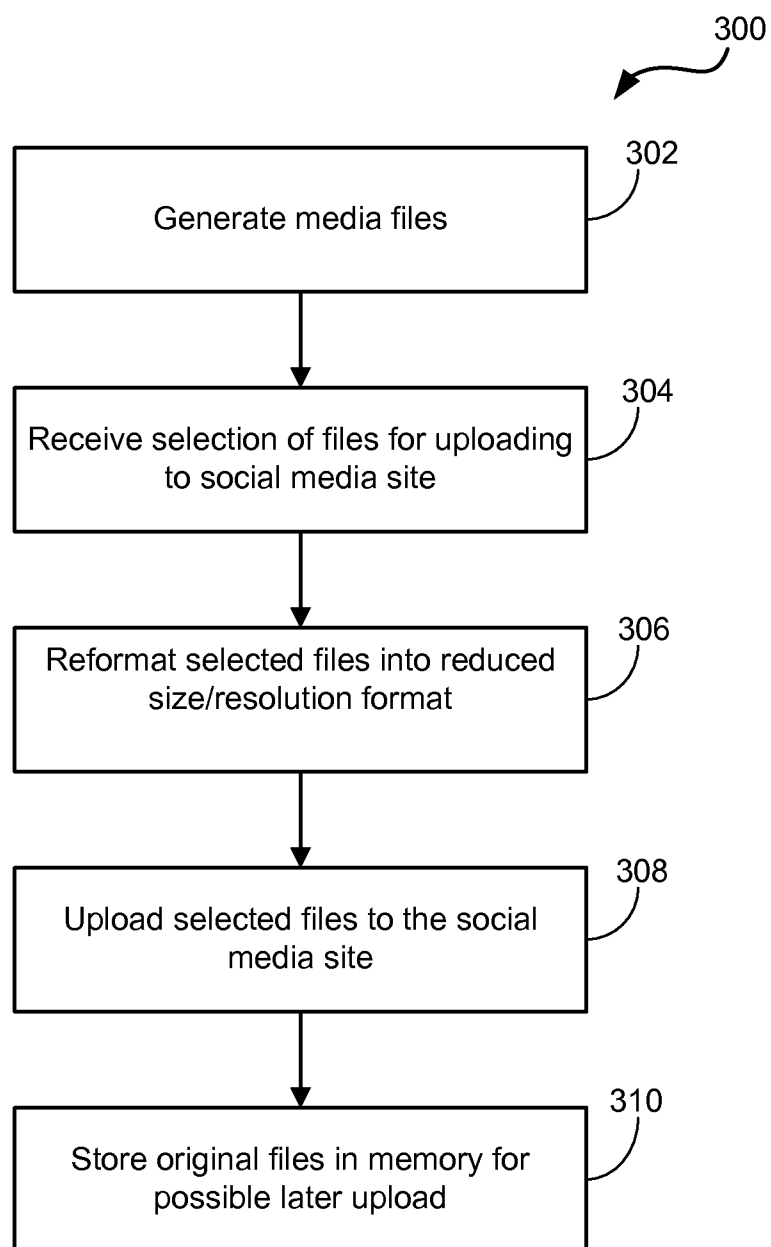 300
302
Generate media files
304
Receive selection of files for uploading
to social media site
306
Reformat selected files into reduced
size/resolution format
308
Upload selected files to the social
media site
310
Store original files in memory for
possible later upload